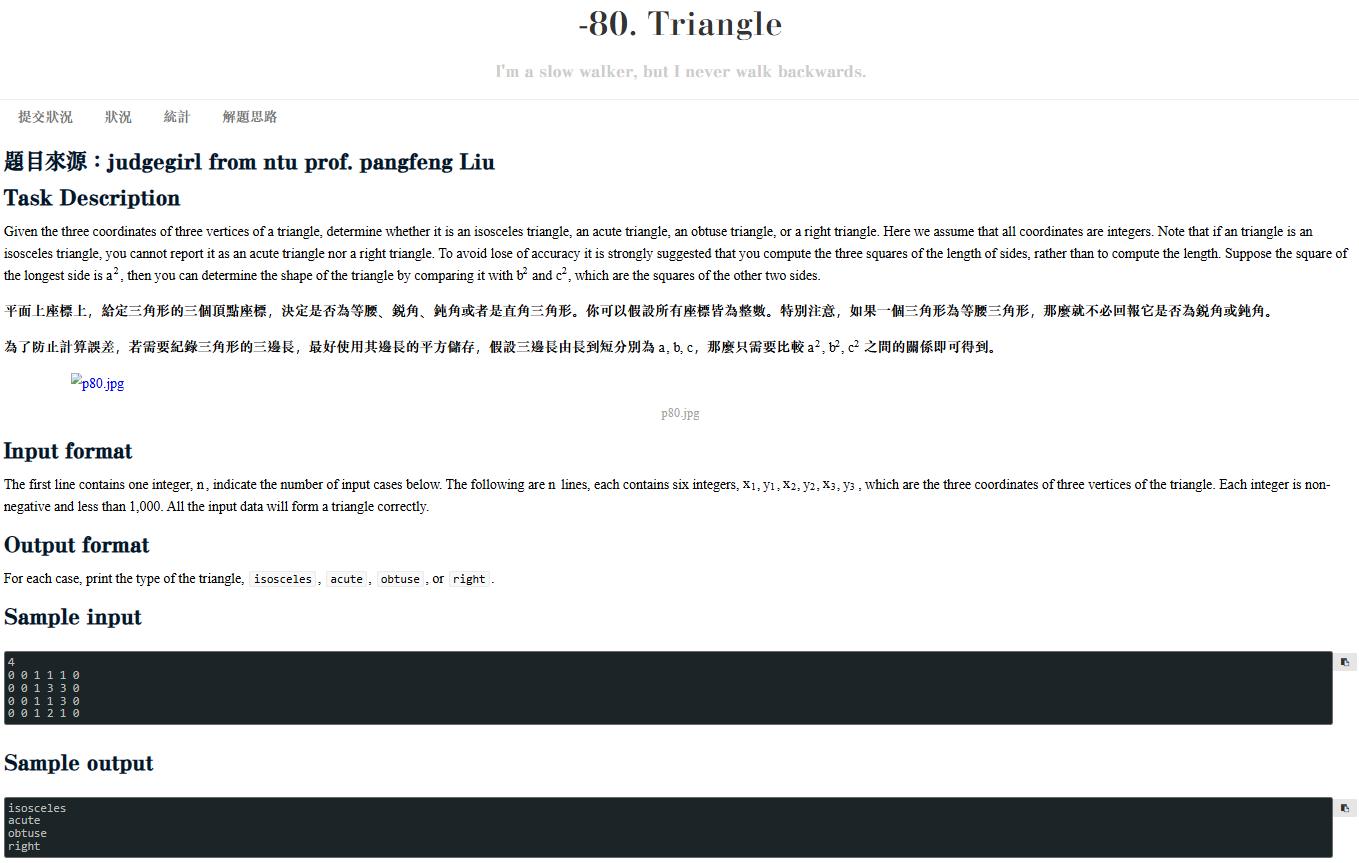 -80. Triangle
I'm a slow walker, but I never walk backwards.
提交狀況 狀況 統計 解題思路
題目來源：judgegirl from ntu prof. pangfeng Liu
Task Description
Given the three coordinates of three vertices of a triangle, determine whether it is an isosceles triangle, an acute triangle, an obtuse triangle, or a right triangle. Here we assume that all coordinates are integers. Note that if an triangle is an
isosceles triangle, you cannot report it as an acute triangle nor a right triangle. To avoid lose of accuracy it is strongly suggested that you compute the three squares of the length of sides, rather than to compute the length. Suppose the square of
the longest side is a², then you can determine the shape of the triangle by comparing it with b² and c², which are the squares of the other two sides.
平面上座標上，給定三角形的三個頂點座標，決定是否為等腰、銳角、鈍角或者是直角三角形。你可以假設所有座標皆為整數。特別注意，如果一個三角形為等腰三角形，那麼就不必回報它是否為銳角或鈍角。
為了防止計算誤差，若需要紀錄三角形的三邊長，最好使用其邊長的平方儲存，假設三邊長由長到短分別為 a, b, c，那麼只需要比較 a², b², c² 之間的關係即可得到。
p80.jpg
p80.jpg
Input format
The first line contains one integer, n, indicate the number of input cases below. The following are n lines, each contains six integers, x₁, y₁, x₂, y₂, x₃, y₃ , which are the three coordinates of three vertices of the triangle. Each integer is non-
negative and less than 1,000. All the input data will form a triangle correctly.
Output format
For each case, print the type of the triangle, isosceles, acute, obtuse, or right.
Sample input
4
0 0 1 1 1 0
0 0 1 3 3 0
0 0 1 1 3 0
0 0 1 2 1 0
Sample output
isosceles
acute
obtuse
right